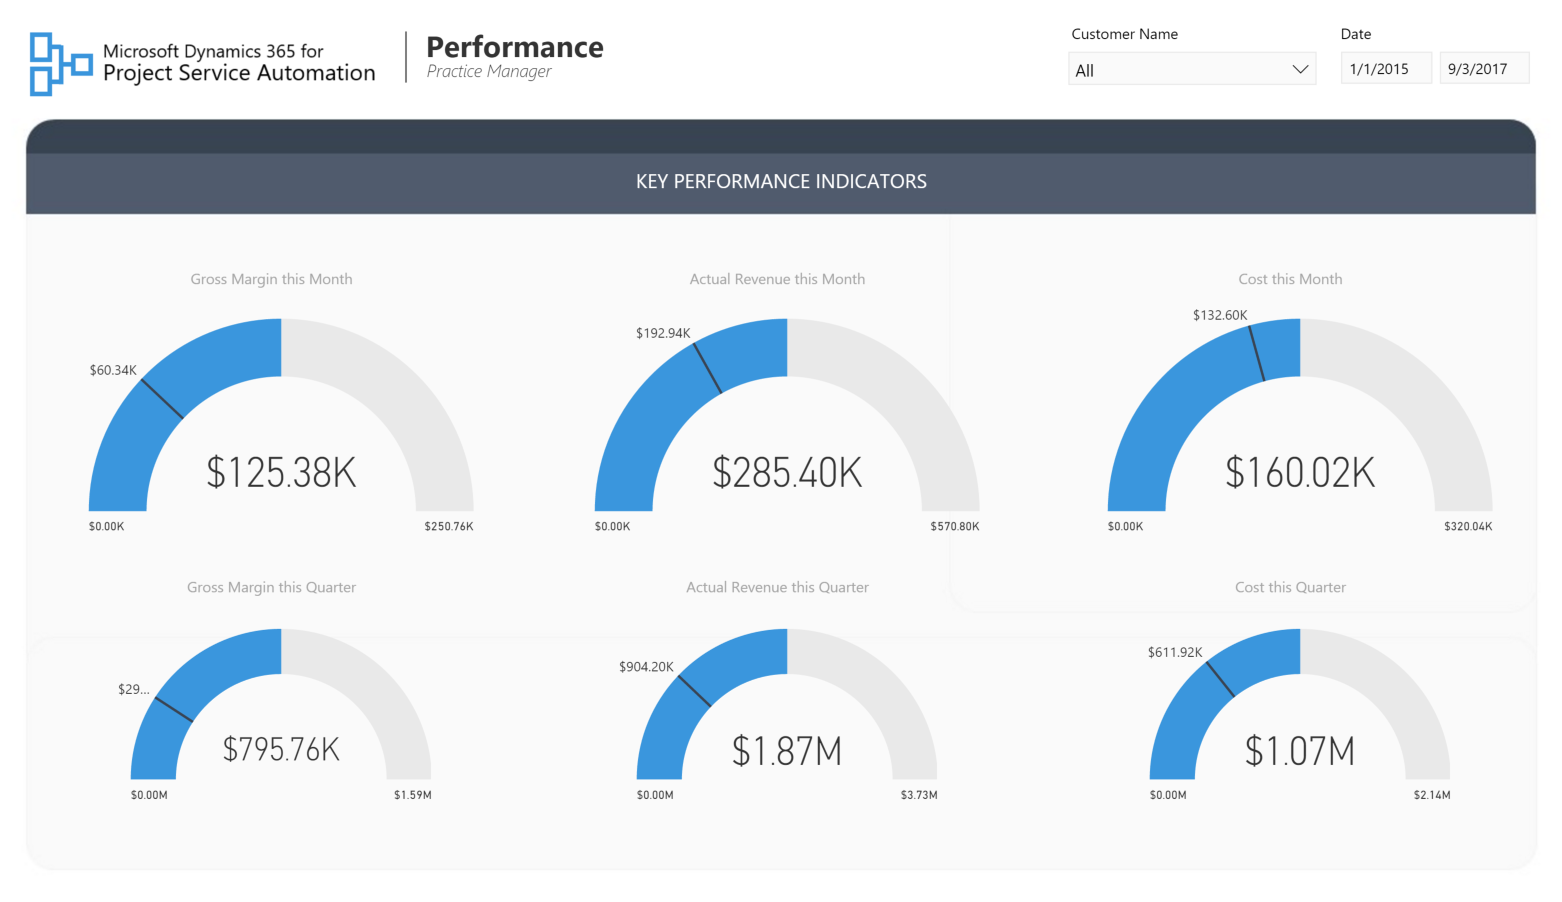 Microsoft Dynamics 365 for
Project Service Automation
Performance
Practice Manager
Customer Name
All
Date
1/1/2015
9/3/2017
KEY PERFORMANCE INDICATORS
Gross Margin this Month
$60.34K
$125.38K
$0.00K
$250.76K
Actual Revenue this Month
$192.94K
$285.40K
$0.00K
$570.80K
Cost this Month
$132.60K
$160.02K
$0.00K
$320.04K
Gross Margin this Quarter
$29...
$795.76K
$0.00M
$1.59M
Actual Revenue this Quarter
$904.20K
$1.87M
$0.00M
$3.73M
Cost this Quarter
$611.92K
$1.07M
$0.00M
$2.14M